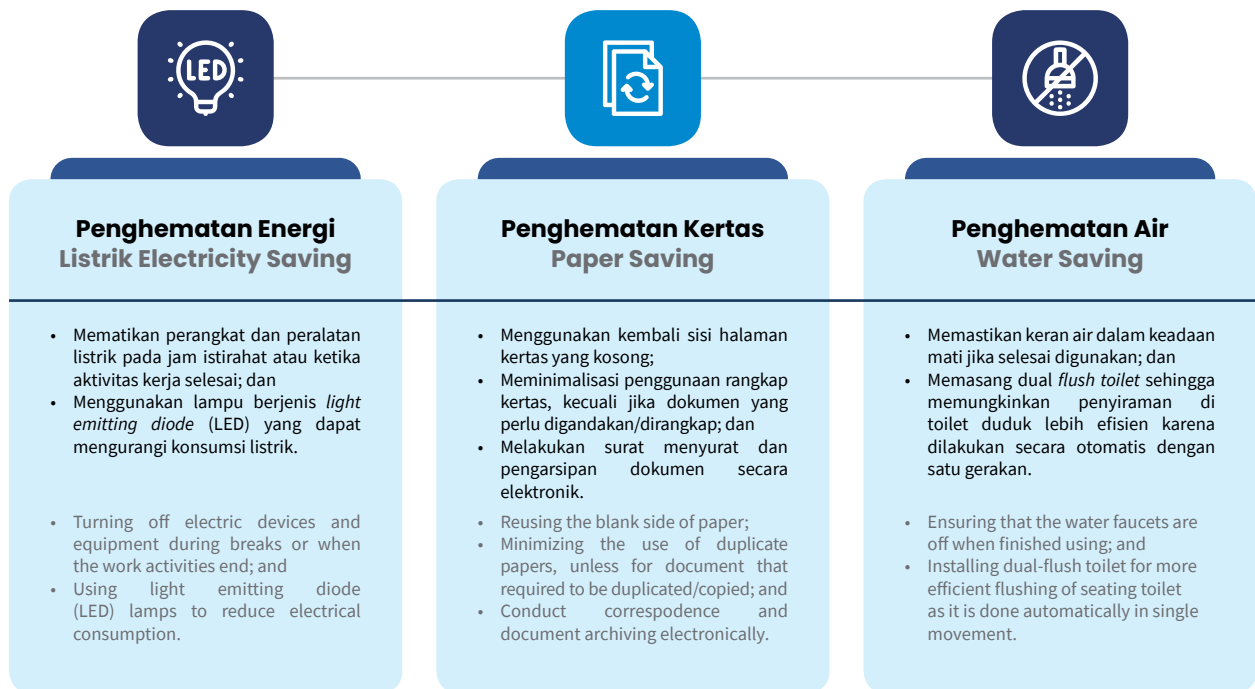 LED
Penghematan Energi
Listrik Electricity Saving
• Mematikan perangkat dan peralatan
listrik pada jam istirahat atau ketika
aktivitas kerja selesai; dan
• Menggunakan lampu berjenis light
emitting diode (LED) yang dapat
mengurangi konsumsi listrik.
• Turning off electric devices and
equipment during breaks or when
the work activities end; and
• Using light emitting diode
(LED) lamps to reduce electrical
consumption.
Penghematan Kertas
Paper Saving
• Menggunakan kembali sisi halaman
kertas yang kosong;
• Meminimalisasi penggunaan rangkap
kertas, kecuali jika dokumen yang
perlu digandakan/dirangkap; dan
• Melakukan surat menyurat dan
pengarsipan dokumen secara
elektronik.
• Reusing the blank side of paper;
• Minimizing the use of duplicate
papers, unless for document that
required to be duplicated/copied; and
• Conduct correspodence and
document archiving electronically.
Penghematan Air
Water Saving
• Memastikan keran air dalam keadaan
mati jika selesai digunakan; dan
• Memasang dual flush toilet sehingga
memungkinkan penyiraman di
toilet duduk lebih efisien karena
dilakukan secara otomatis dengan
satu gerakan.
• Ensuring that the water faucets are
off when finished using; and
• Installing dual-flush toilet for more
efficient flushing of seating toilet
as it is done automatically in single
movement.